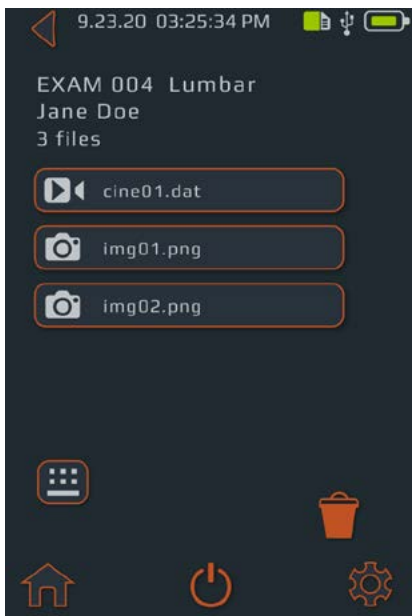 9.23.20 03:25:34 PM
EXAM 004 Lumbar
Jane Doe
3 files
cine01.dat
img01.png
img02.png